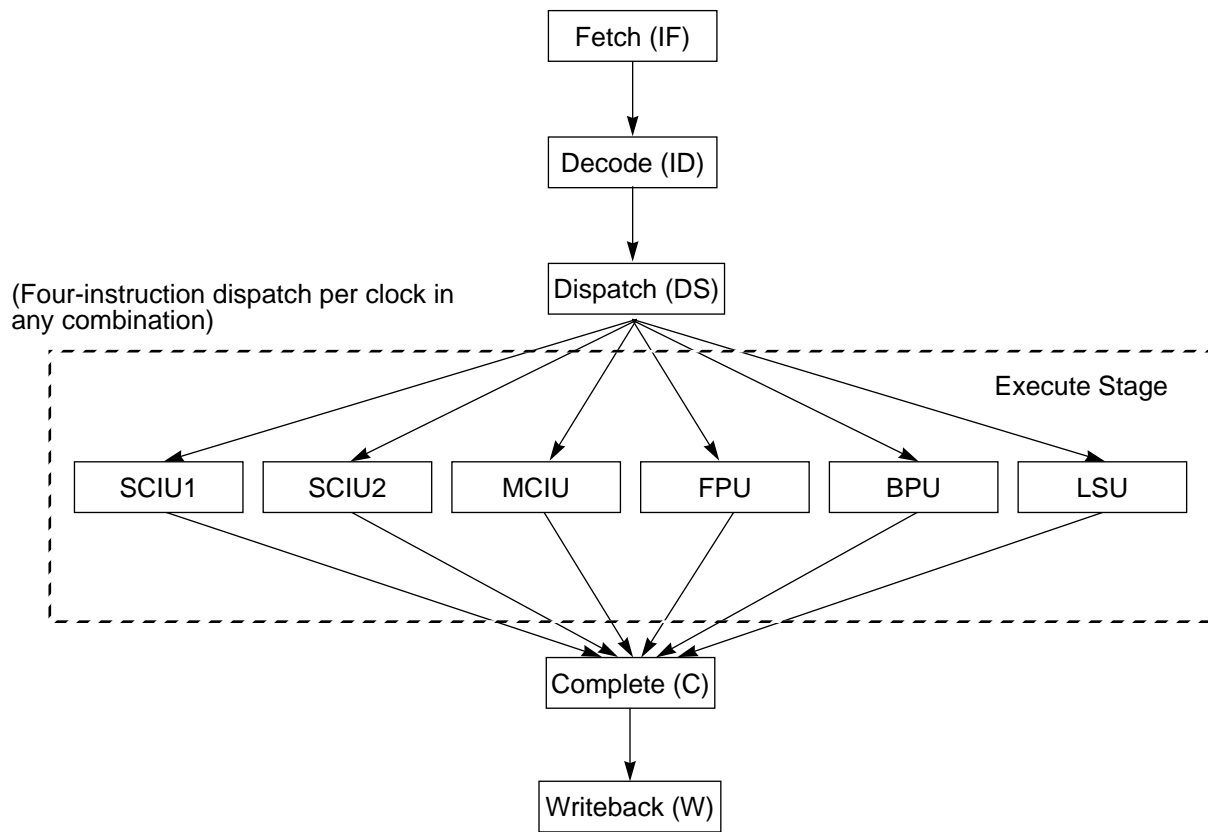 Fetch (IF)
Decode (ID)
Dispatch (DS)
(Four-instruction dispatch per clock in
any combination)
Execute Stage
SCIU1
SCIU2
MCIU
FPU
BPU
LSU
Complete (C)
Writeback (W)